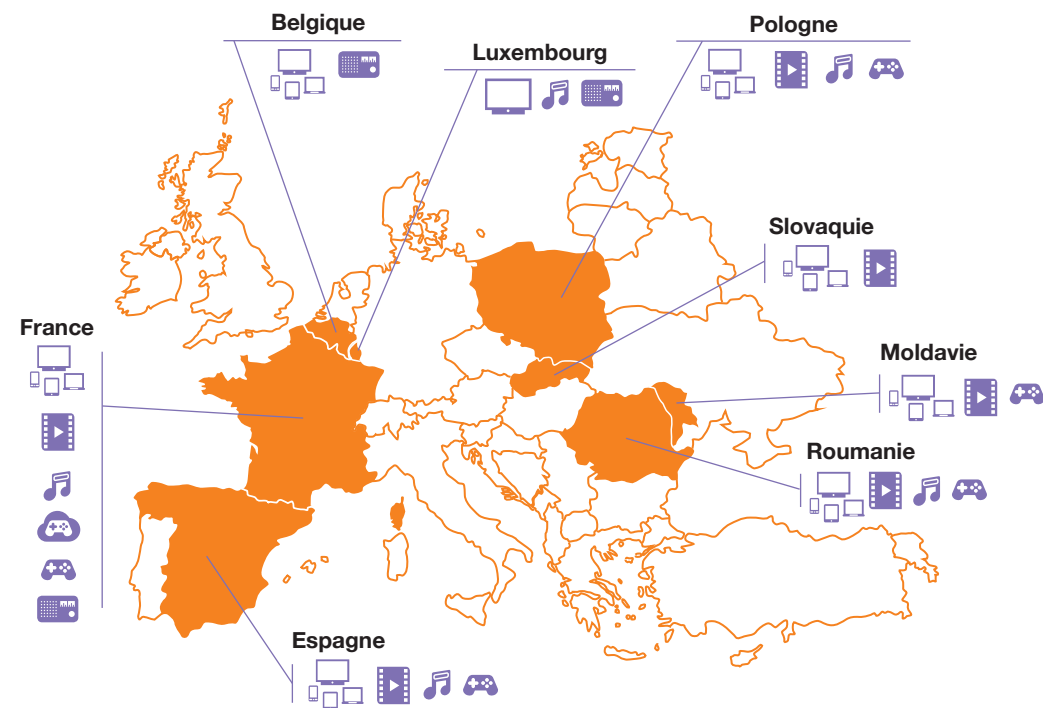 Belgique
Luxembourg
Pologne
Slovaquie
France
Moldavie
Roumanie
Espagne